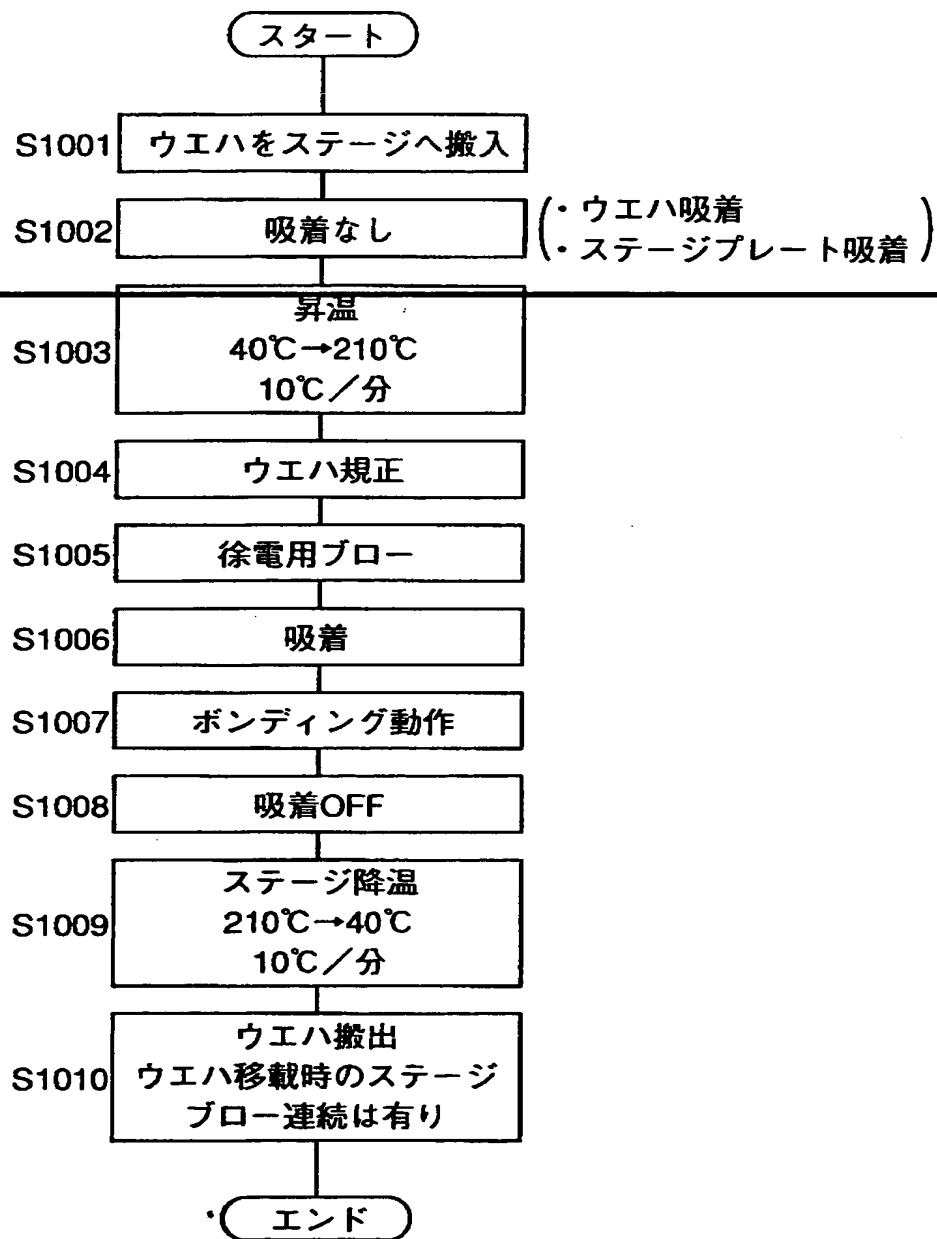 スタート
S1001 ウエハをステージへ搬入
S1002 吸着なし (・ウエハ吸着
・ステージプレート吸着)
S1003 昇温
40℃→210℃
10℃/分
S1004 ウエハ規正
S1005 徐電用ブロー
S1006 吸着
S1007 ボンディング動作
S1008 吸着OFF
S1009 ステージ降温
210℃→40℃
10℃/分
S1010 ウエハ搬出
ウエハ移載時のステージ
ブロー連続は有り
エンド